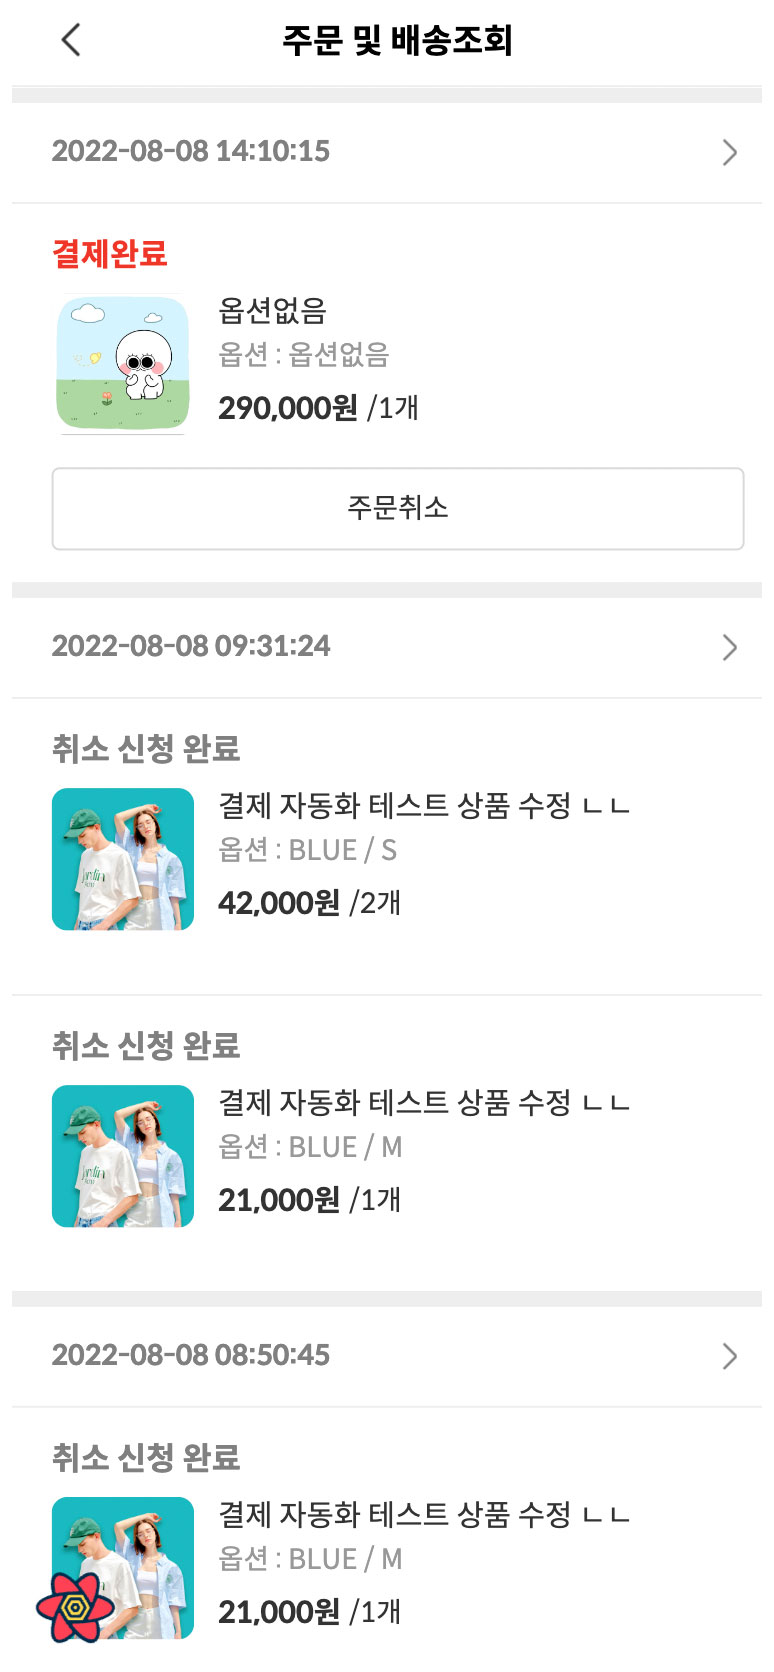 주문 및 배송조회
2022-08-08 14:10:15
결제완료
옵션없음
옵션 : 옵션없음
290,000원 /1개
주문취소
2022-08-08 09:31:24
취소 신청 완료
결제 자동화 테스트 상품 수정 ㄴㄴ
옵션 : BLUE / S
42,000원 /2개
취소 신청 완료
결제 자동화 테스트 상품 수정 ㄴㄴ
옵션 : BLUE / M
21,000원 /1개
2022-08-08 08:50:45
취소 신청 완료
결제 자동화 테스트 상품 수정 ㄴㄴ
옵션 : BLUE / M
21,000원 /1개